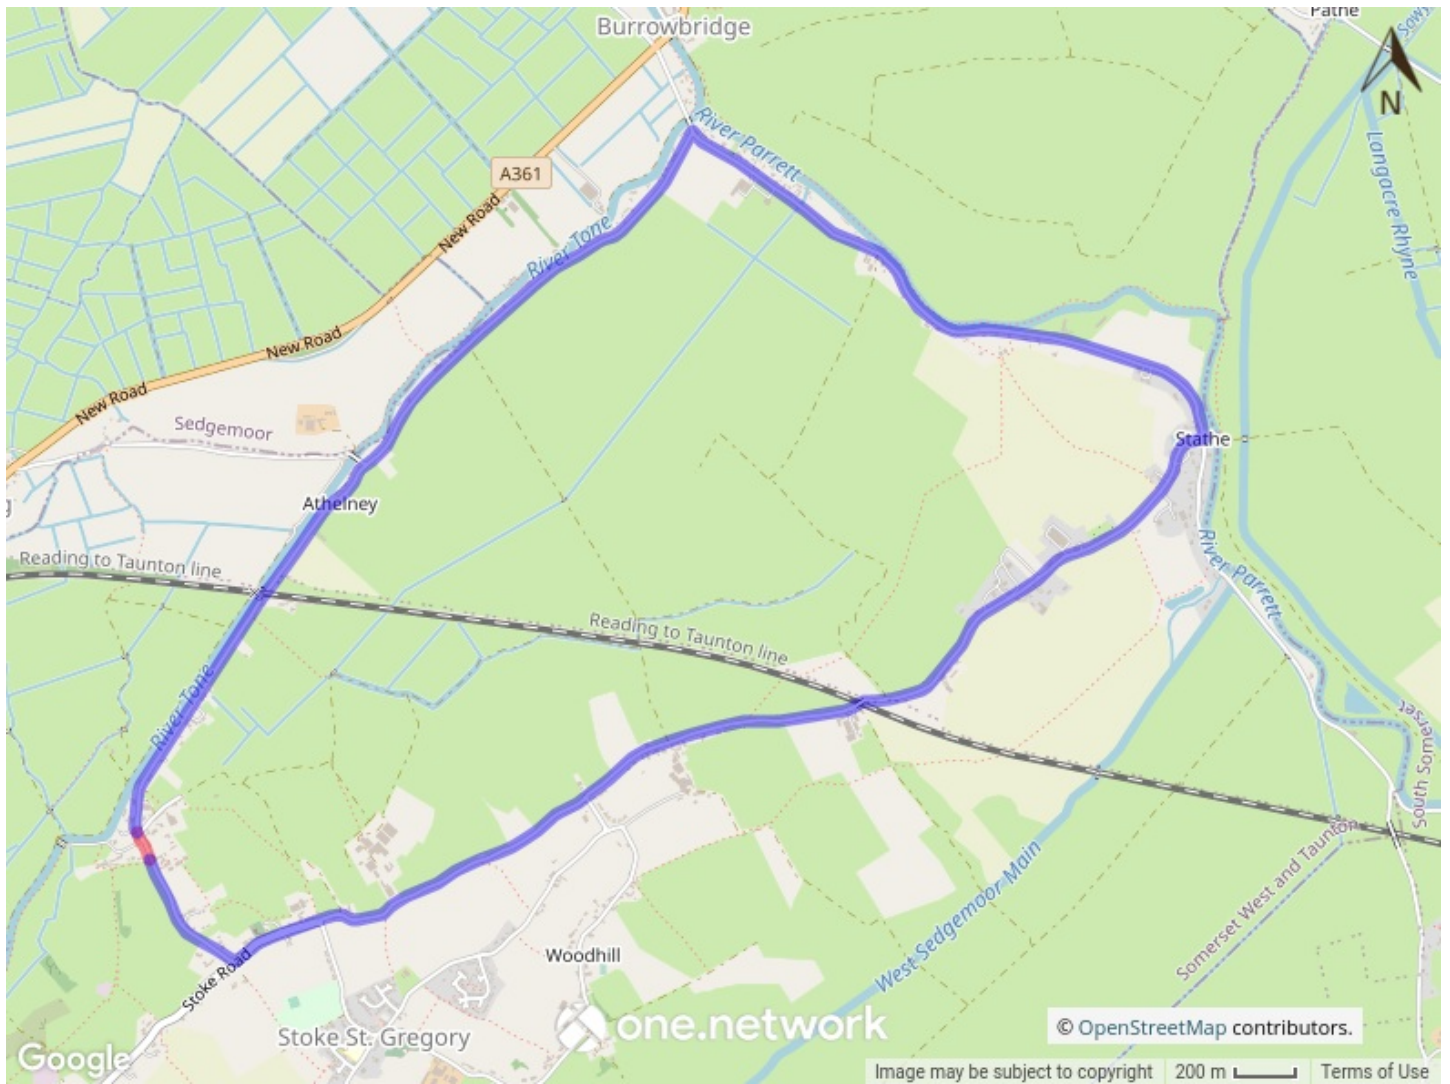 Burrowbridge
Pathe
Sowy
N
River Parrett
A361
Langacre Rhyne
New Road
River Tone
New Road
New Road
Sedgemoor
Stathe
Athelney
g
Reading to Taunton line
River Parrett
Reading to Taunton line
River Tone
South Somerset
Somerset West and Taunton
West Sedgemoor Main
Woodhill
Stoke Road
Stoke St. Gregory
one.network
© OpenStreetMap contributors.
Google
Image may be subject to copyright
200 m
Terms of Use